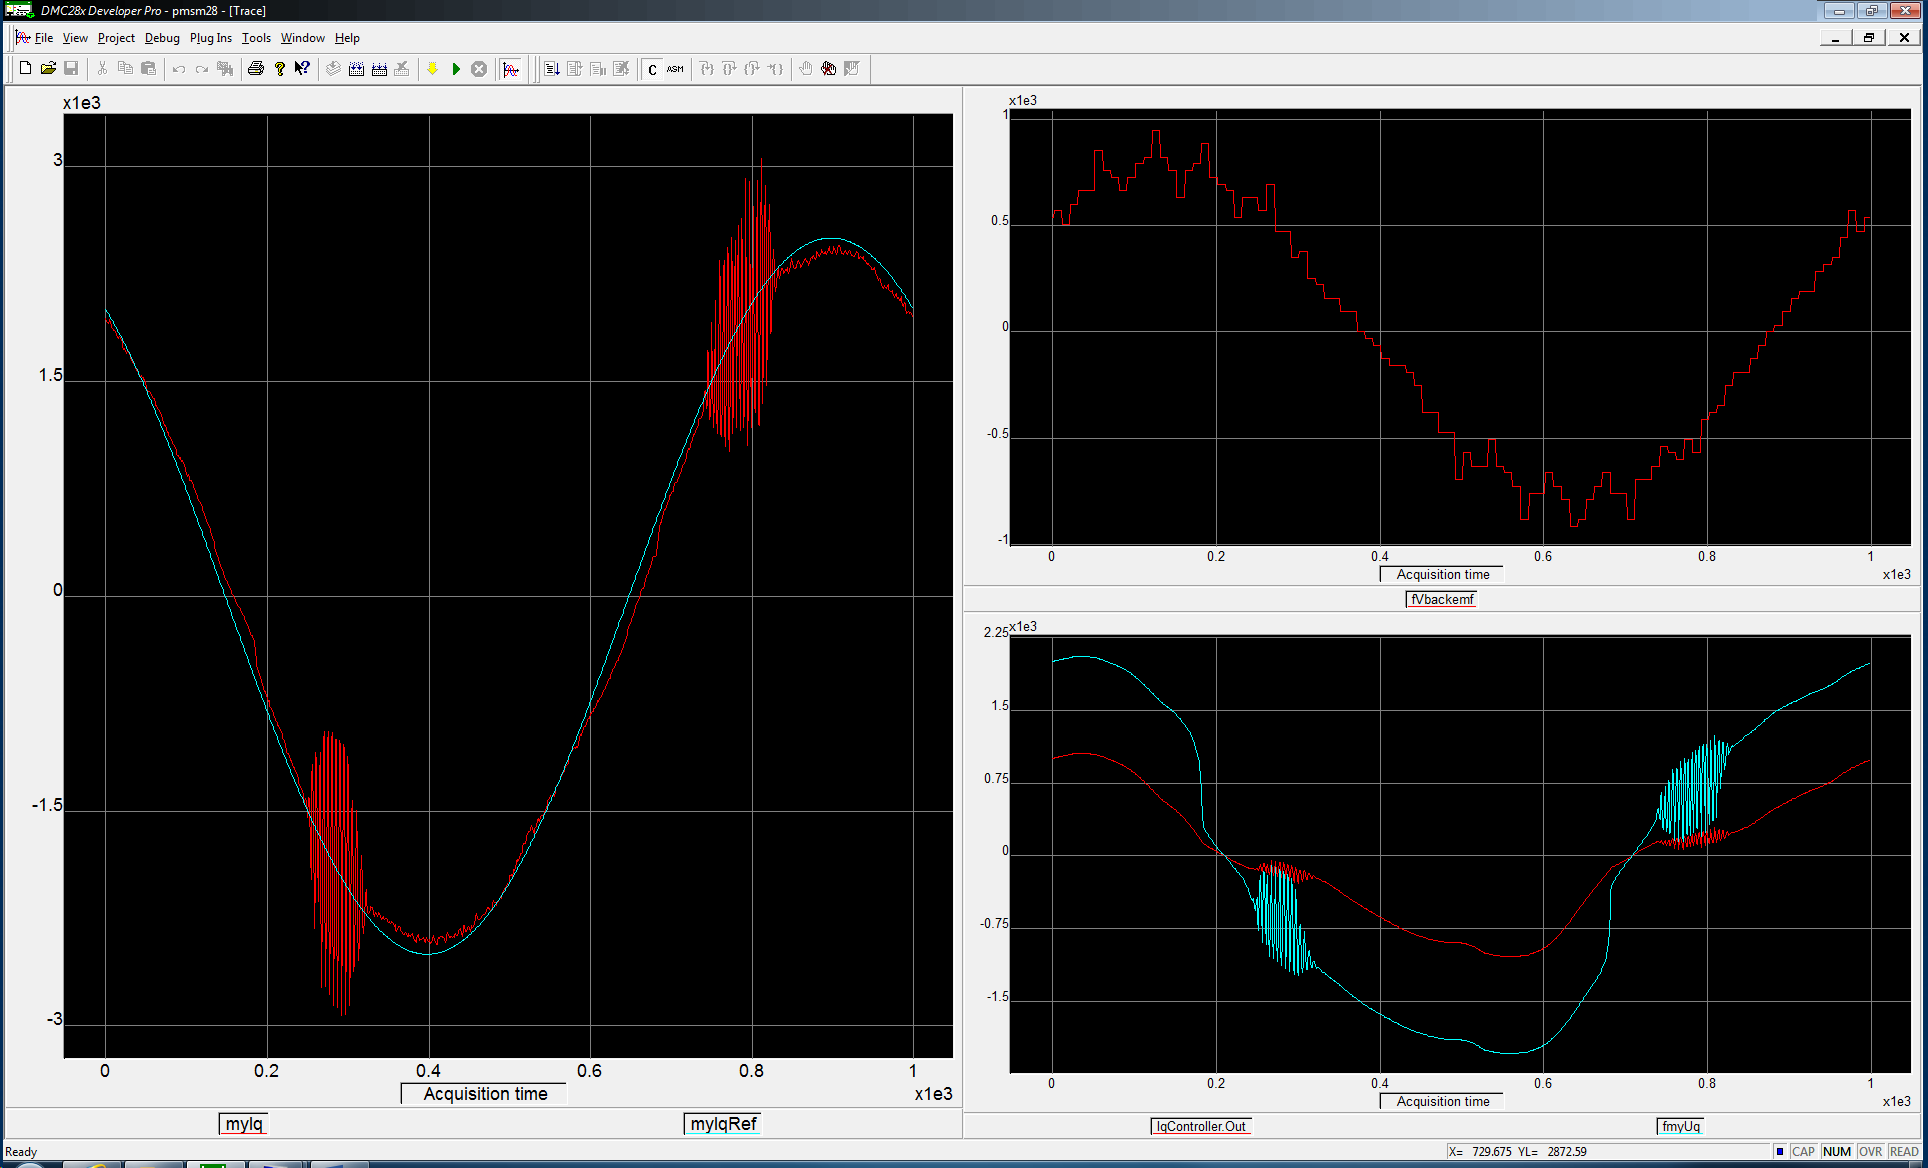 DMC28x Developer Pro - pmsm28 - [Trace]
File View Project Debug Plug Ins Tools Window Help
C ASM
x1e3
3
1.5
0
-1.5
-3
0 0.2 0.4 0.6 0.8 1
Acquisition time
x1e3
myIq
myIqRef
x1e3
1
0.5
0
-0.5
-1
0 0.2 0.4 0.6 0.8 1
Acquisition time
x1e3
fVbackemf
x1e3
2.25
1.5
0.75
0
-0.75
-1.5
0 0.2 0.4 0.6 0.8 1
Acquisition time
x1e3
IqController.Out
fmyUq
Ready
X= 729.675 YL= 2872.59
CAP NUM OVR READ